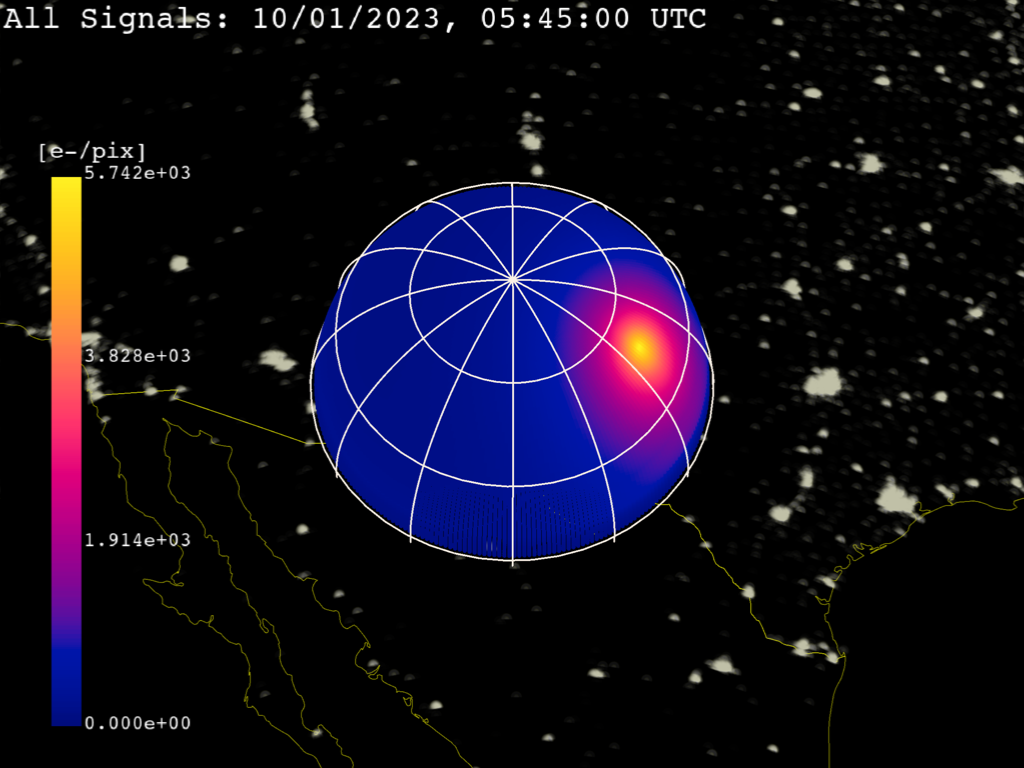 All Signals: 10/01/2023, 05:45:00 UTC
[e-/pix]
5.742e+03
3.828e+03
1.914e+03
0.000e+00